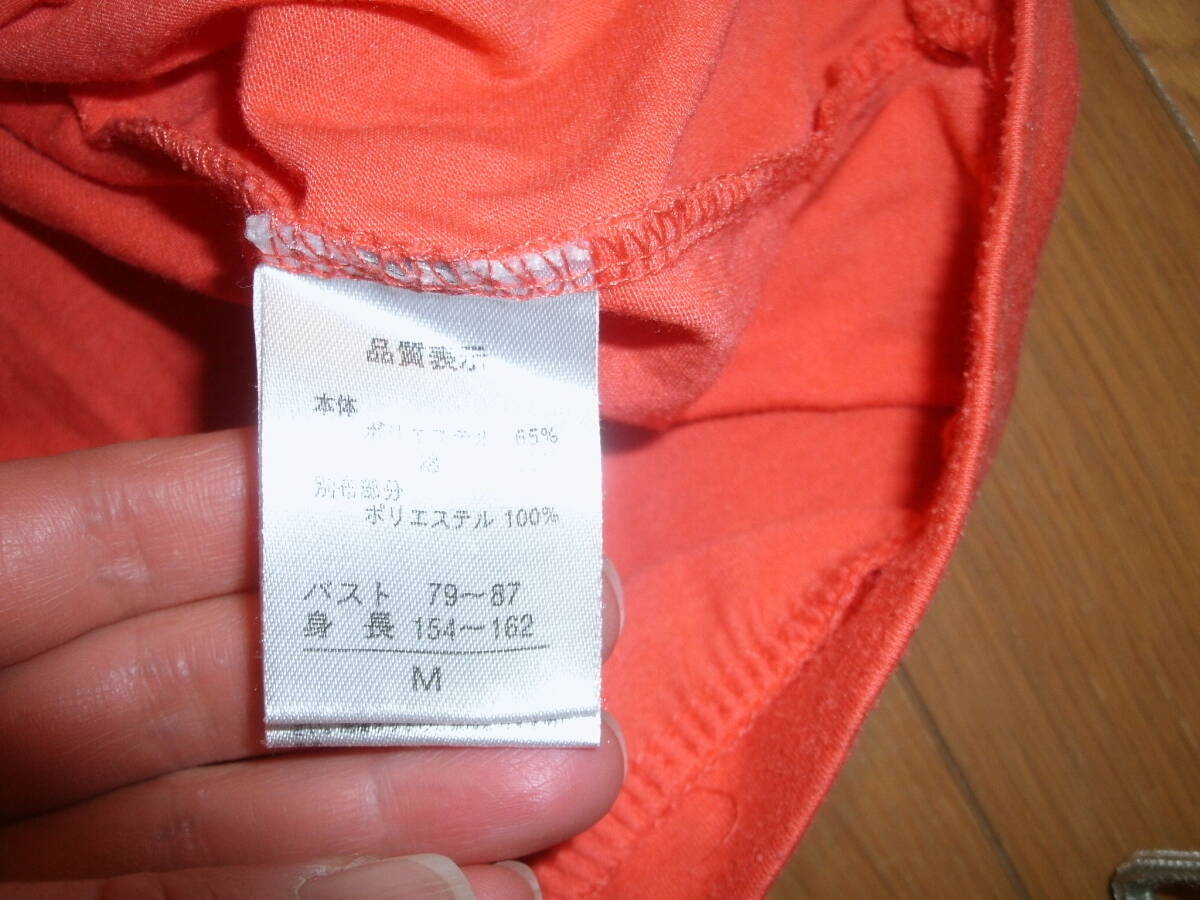 品質表示
本体
ポリエステル 65%
別布部分
ポリエステル 100%
バスト 79～87
身 長 154～162
M